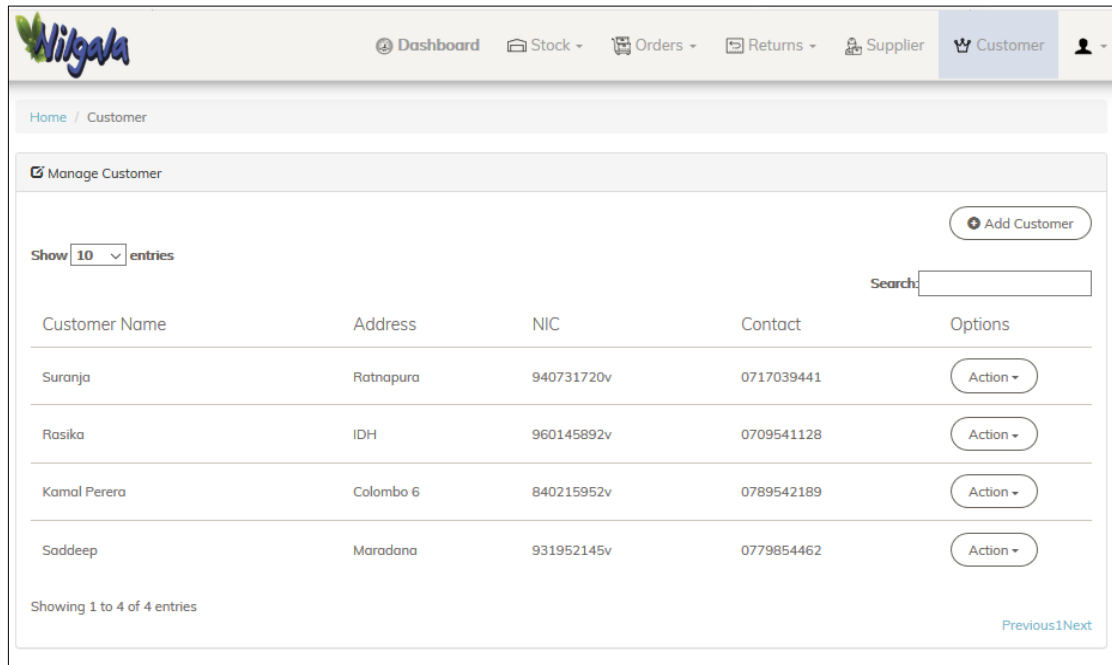 Nilgala
Dashboard Stock Orders Returns Supplier Customer
Home / Customer
Manage Customer
Add Customer
Show 10 entries
Search:
Customer Name Address NIC Contact Options
Suranja Ratnapura 940731720v 0717039441 Action
Rasika IDH 960145892v 0709541128 Action
Kamal Perera Colombo 6 840215952v 0789542189 Action
Saddeep Maradana 931952145v 0779854462 Action
Showing 1 to 4 of 4 entries
Previous1Next